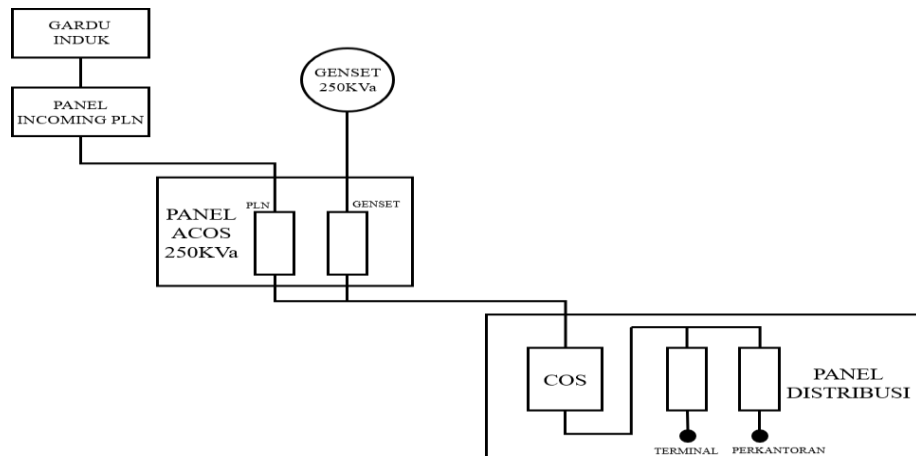 GARDU
INDUK
GENSET
250KVa
PANEL
INCOMING PLN
PLN
GENSET
PANEL
ACOS
250KVa
COS
PANEL
DISTRIBUSI
TERMINAL
PERKANTORAN